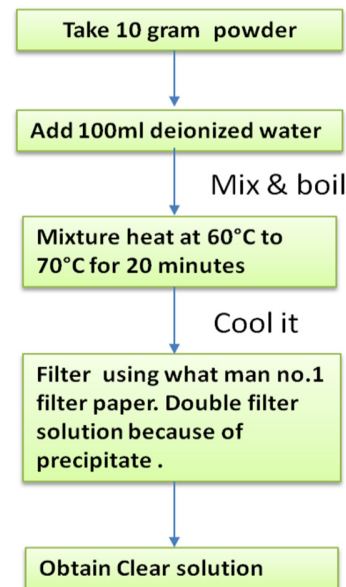 Take 10 gram powder
Add 100ml deionized water
Mix & boil
Mixture heat at 60°C to
70°C for 20 minutes
Cool it
Filter using what man no.1
filter paper. Double filter
solution because of
precipitate .
Obtain Clear solution